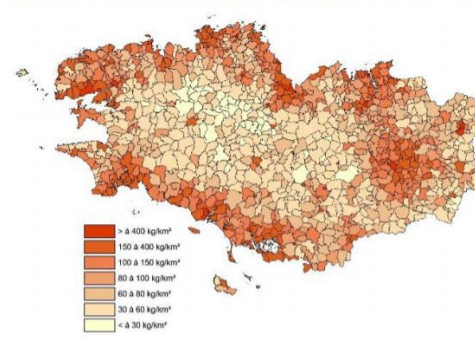 > à 400 kg/km²
150 à 400 kg/km²
100 à 150 kg/km²
80 à 100 kg/km²
60 à 80 kg/km²
30 à 60 kg/km²
< à 30 kg/km²